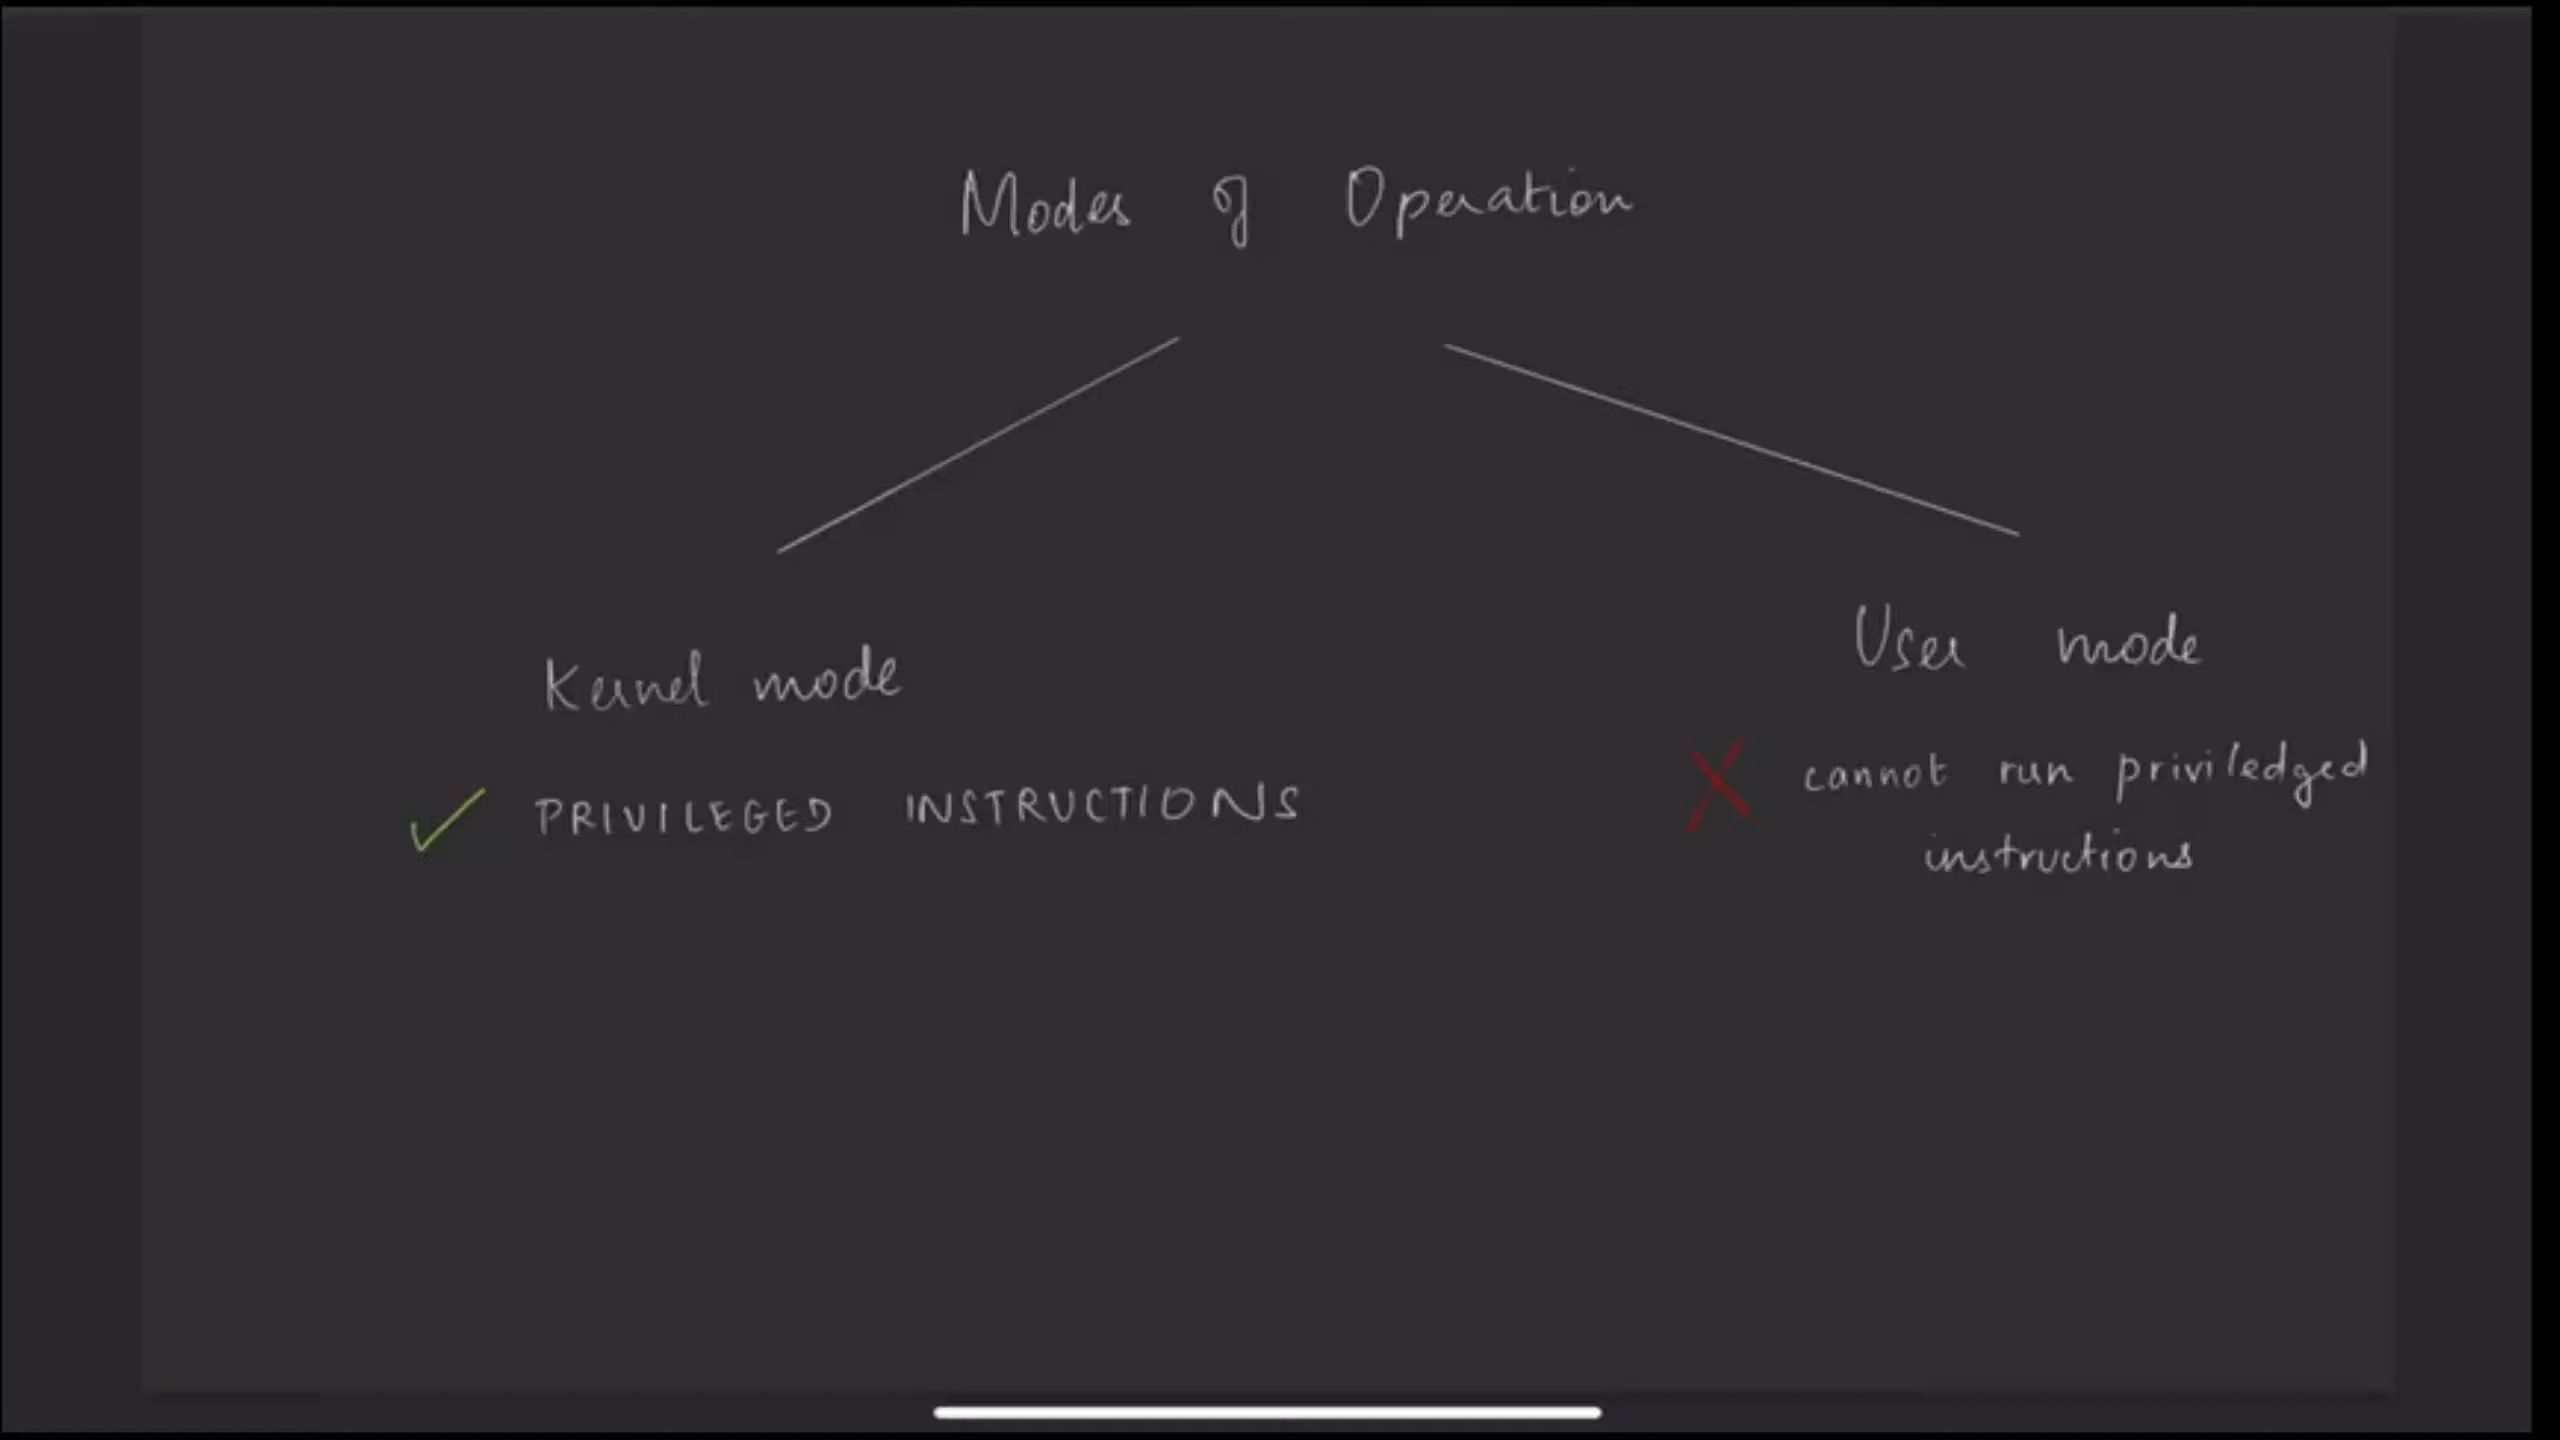 Modes of Operation
Kernel mode
User mode
PRIVILEGED INSTRUCTIONS
cannot run priviledged
instructions